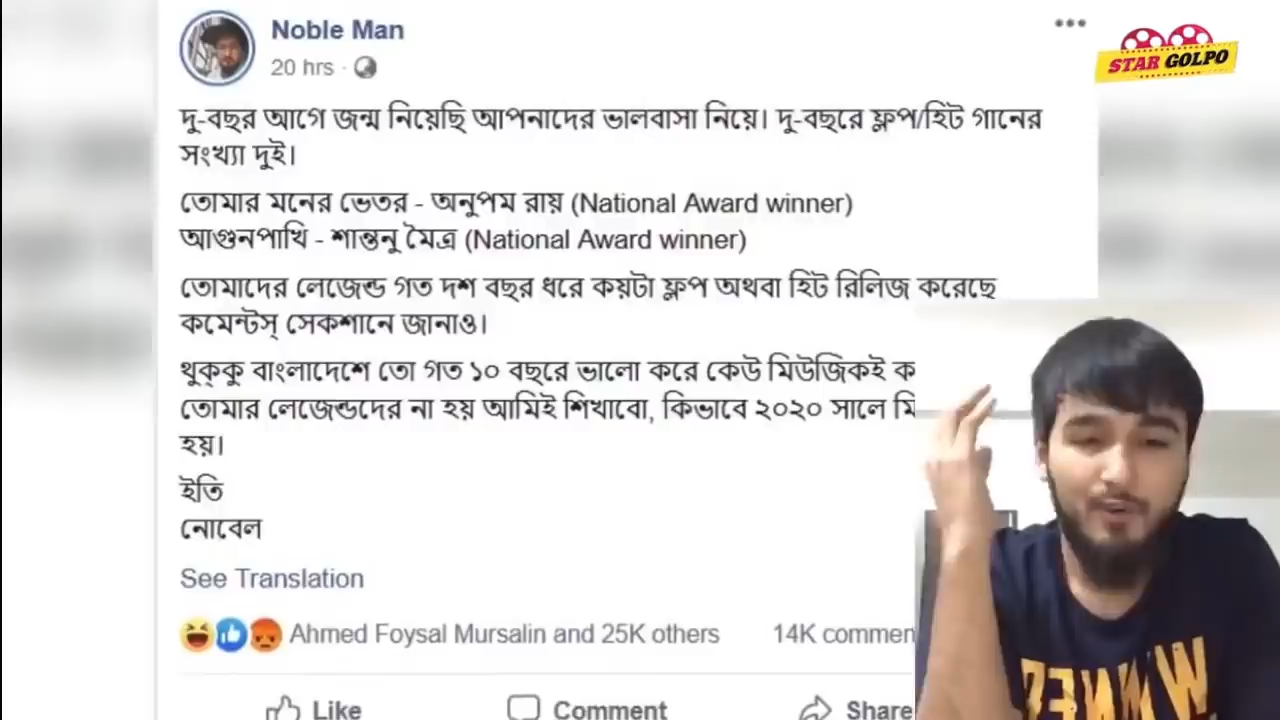 Noble Man
20 hrs ·
STAR GOLPO
দু-বছর আগে জন্ম নিয়েছি আপনাদের ভালবাসা নিয়ে। দু-বছরে ফ্লপ/হিট গানের
সংখ্যা দুই।
তোমার মনের ভেতর - অনুপম রায় (National Award winner)
আগুনপাখি - শান্তনু মৈত্র (National Award winner)
তোমাদের লেজেন্ড গত দশ বছর ধরে কয়টা ফ্লপ অথবা হিট রিলিজ করেছে
কমেন্টস্ সেকশানে জানাও।
থুক্কু বাংলাদেশে তো গত ১০ বছরে ভালো করে কেউ মিউজিকই ক
তোমার লেজেন্ডদের না হয় আমিই শিখাবো, কিভাবে ২০২০ সালে মি
হয়।
ইতি
নোবেল
See Translation
Ahmed Foysal Mursalin and 25K others 14K commen
Like Comment Share